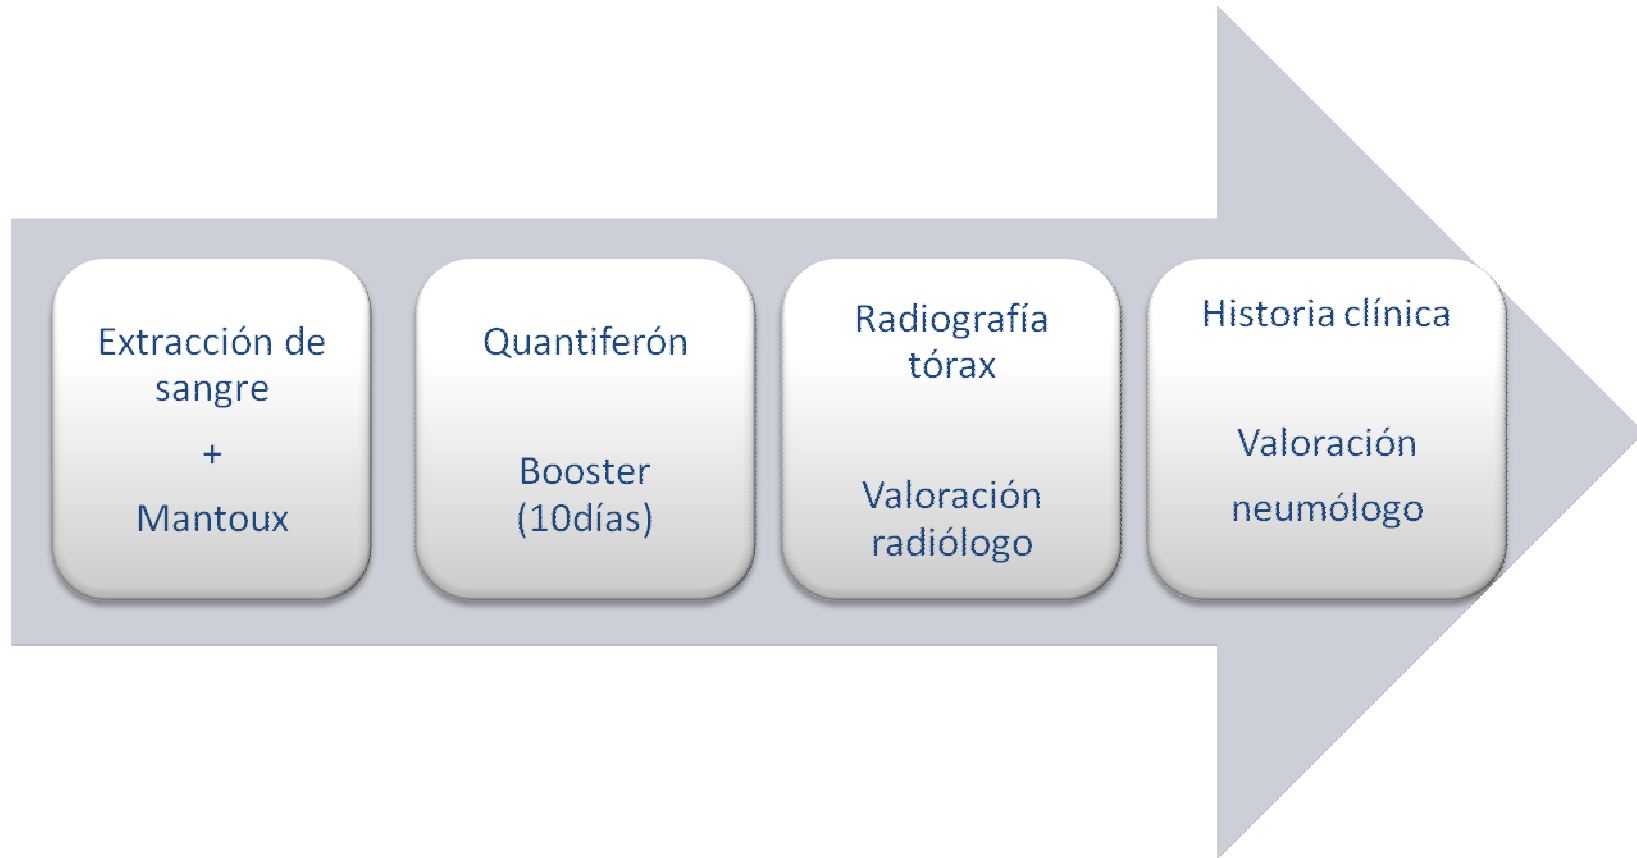 Extracción de
sangre
+
Mantoux
Quantiferón
Booster
(10días)
Radiografía
tórax
Valoración
radiólogo
Historia clínica
Valoración
neumólogo